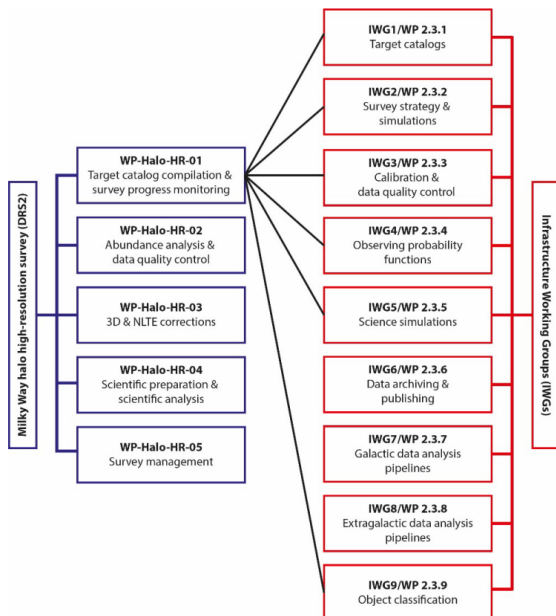 Milky Way halo high-resolution survey (DRS2)
WP-Halo-HR-01
Target catalog compilation &
survey progress monitoring
WP-Halo-HR-02
Abundance analysis &
data quality control
WP-Halo-HR-03
3D & NLTE corrections
WP-Halo-HR-04
Scientific preparation &
scientific analysis
WP-Halo-HR-05
Survey management
IWG1/WP 2.3.1
Target catalogs
IWG2/WP 2.3.2
Survey strategy &
simulations
IWG3/WP 2.3.3
Calibration &
data quality control
IWG4/WP 2.3.4
Observing probability
functions
IWG5/WP 2.3.5
Science simulations
IWG6/WP 2.3.6
Data archiving &
publishing
IWG7/WP 2.3.7
Galactic data analysis
pipelines
IWG8/WP 2.3.8
Extragalactic data analysis
pipelines
IWG9/WP 2.3.9
Object classification
Infrastructure Working Groups (IWGs)